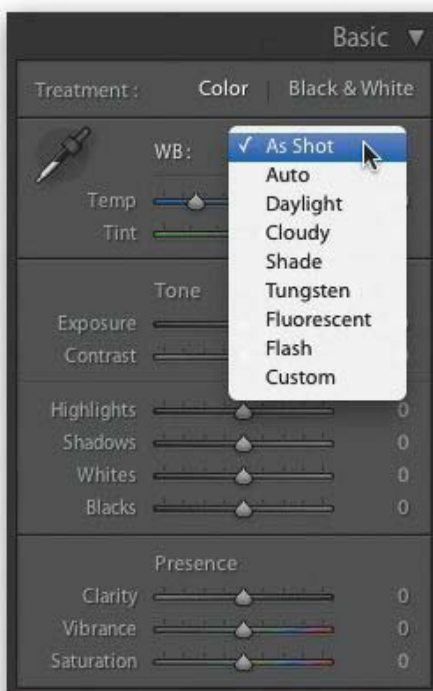 Basic
Treatment : Color | Black & White
WB: ✓ As Shot
Auto
Daylight
Cloudy
Shade
Tungsten
Fluorescent
Flash
Custom
Temp
Tint
Tone
Exposure
Contrast
Highlights 0
Shadows 0
Whites 0
Blacks 0
Presence
Clarity 0
Vibrance 0
Saturation 0